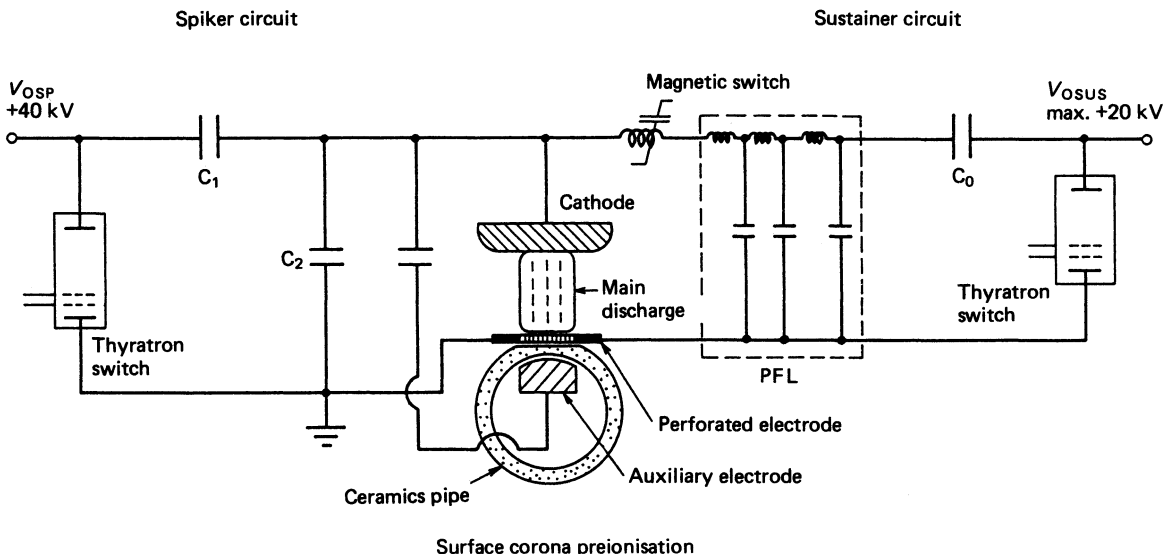 Spiker circuit
Sustainer circuit
V_OSP
+40 kV
Magnetic switch
V_OSUS
max. +20 kV
C₁
C₀
Cathode
C₂
Main
discharge
Thyratron
switch
Thyratron
switch
PFL
Perforated electrode
Auxiliary electrode
Ceramics pipe
Surface corona preionisation